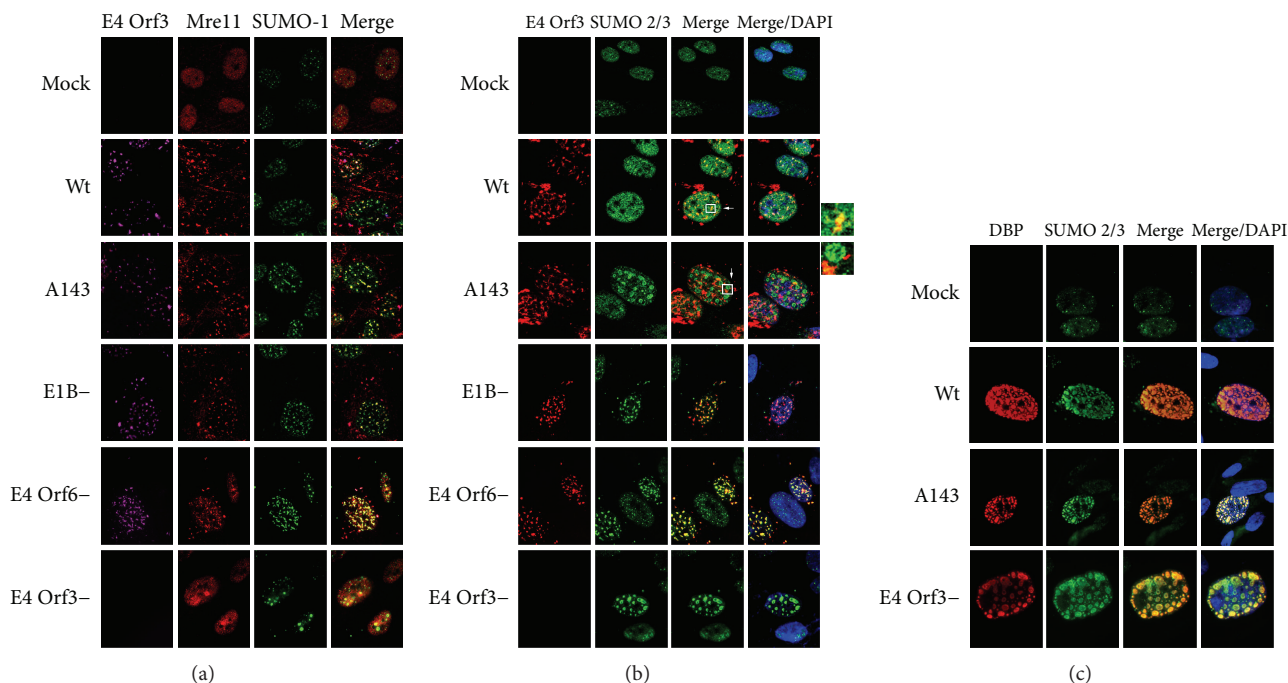 E4 Orf3 Mre11 SUMO-1 Merge
Mock
Wt
A143
E1B–
E4 Orf6–
E4 Orf3–
(a)
E4 Orf3 SUMO 2/3 Merge Merge/DAPI
Mock
Wt
A143
E1B–
E4 Orf6–
E4 Orf3–
(b)
DBP SUMO 2/3 Merge Merge/DAPI
Mock
Wt
A143
E4 Orf3–
(c)